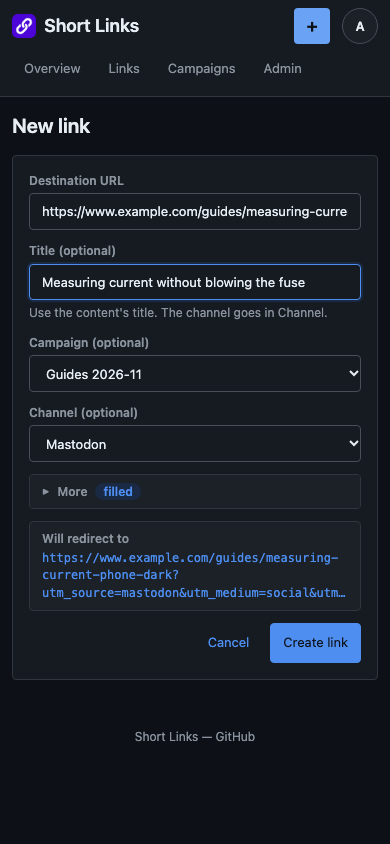 Short Links
+
A
Overview
Links
Campaigns
Admin
New link
Destination URL
https://www.example.com/guides/measuring-curre
Title (optional)
Measuring current without blowing the fuse
Use the content's title. The channel goes in Channel.
Campaign (optional)
Guides 2026-11
Channel (optional)
Mastodon
More filled
Will redirect to
https://www.example.com/guides/measuring-
current-phone-dark?
utm_source=mastodon&utm_medium=social&utm…
Cancel
Create link
Short Links — GitHub